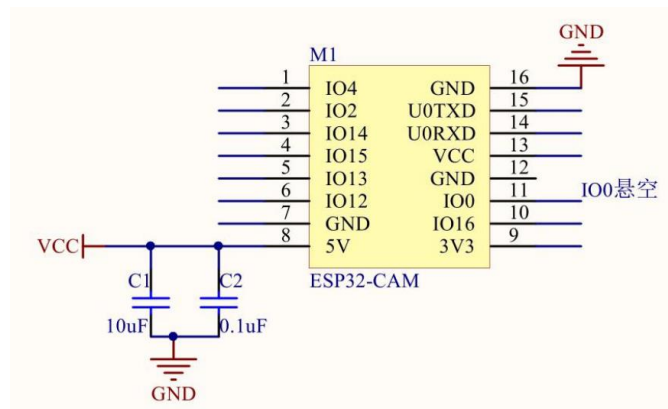 GND
M1
1 IO4 GND 16
2 IO2 U0TXD 15
3 IO14 U0RXD 14
4 IO15 VCC 13
5 IO13 GND 12
6 IO12 IO0 11 IO0悬空
7 GND IO16 10
VCC 8 5V 3V3 9
C1 C2 ESP32-CAM
10uF 0.1uF
GND